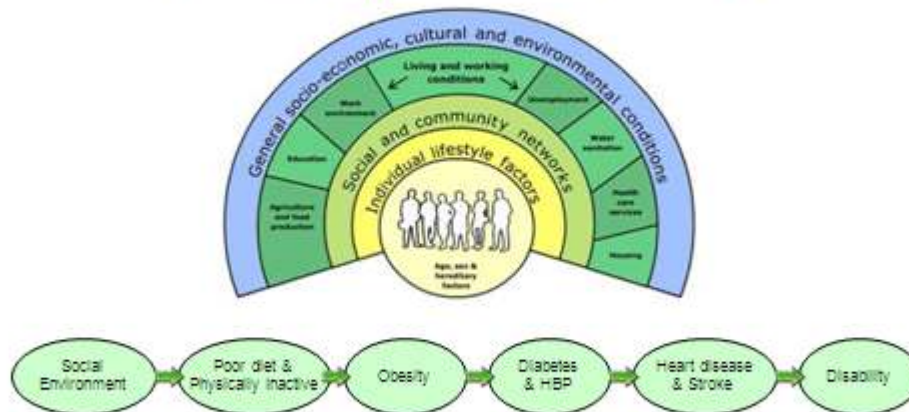 General socio-economic, cultural and environmental conditions
Living and working
conditions
Work
environment
Unemployment
Education
Water
sanitation
Agriculture
and food
production
Health
care
services
Housing
Social and community networks
Individual lifestyle factors
Age, sex &
hereditary
factors
Social
Environment
Poor diet &
Physically inactive
Obesity
Diabetes
& HBP
Heart disease
& Stroke
Disability